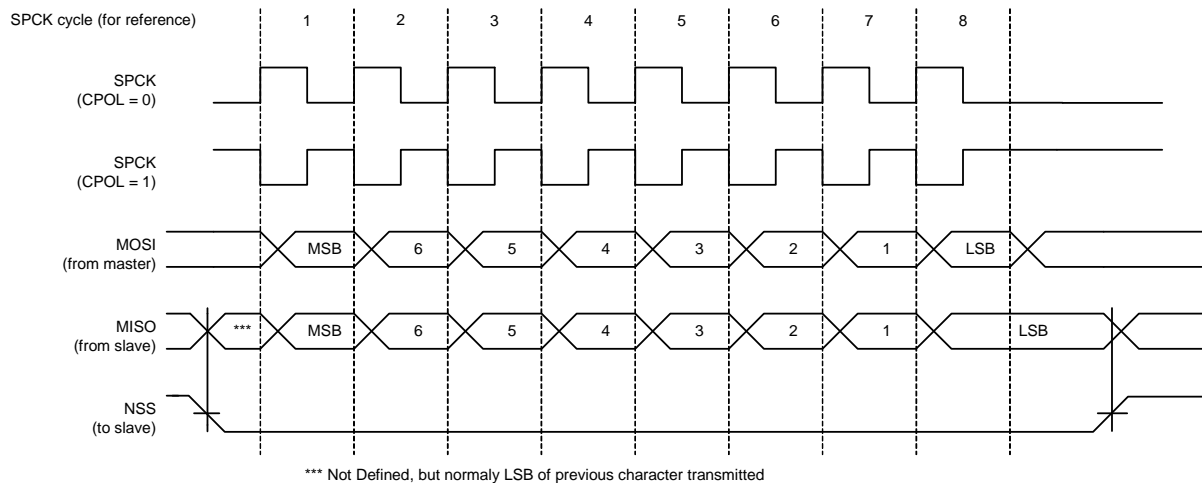 SPCK cycle (for reference) 1 2 3 4 5 6 7 8
SPCK
(CPOL = 0)
SPCK
(CPOL = 1)
MOSI
(from master)
MSB 6 5 4 3 2 1 LSB
MISO
(from slave)
*** MSB 6 5 4 3 2 1 LSB
NSS
(to slave)
*** Not Defined, but normaly LSB of previous character transmitted